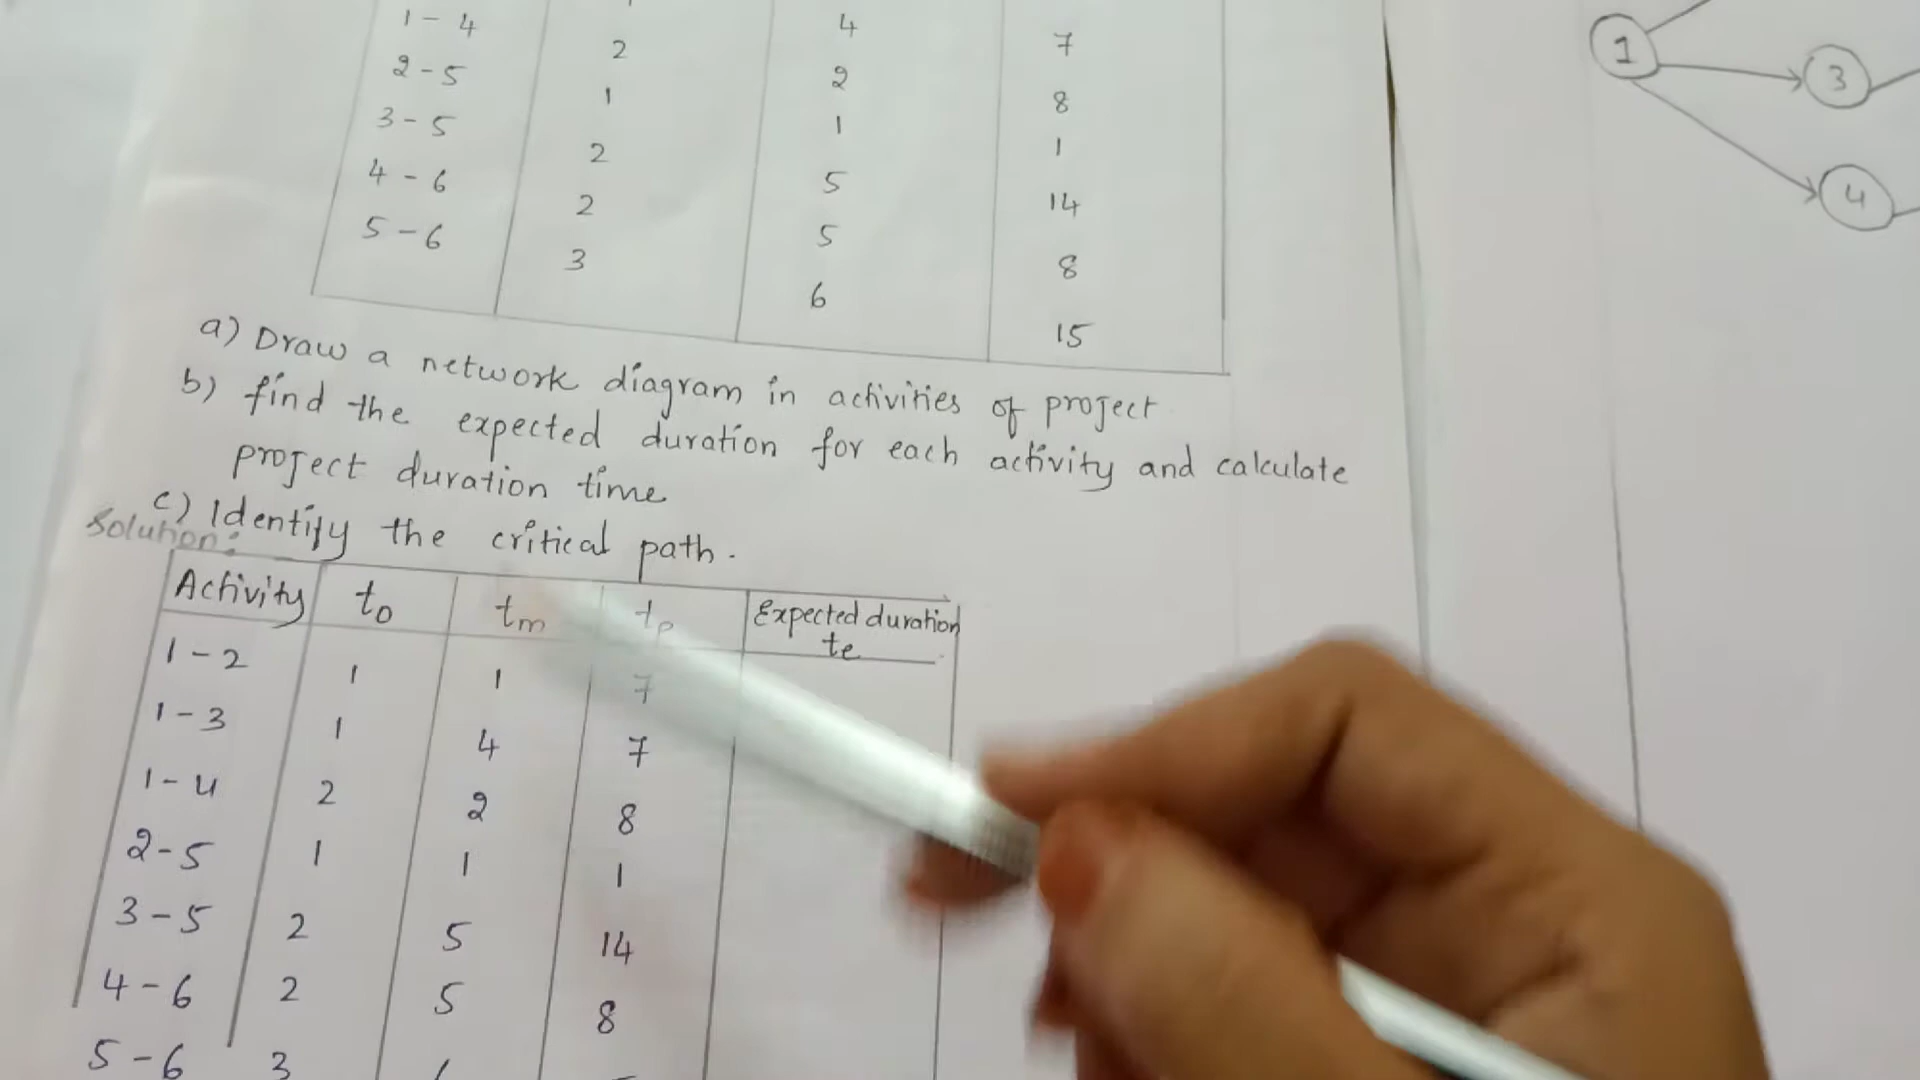 1 - 4 2 4 7
2 - 5 1 2 8
3 - 5 2 1 1
4 - 6 2 5 14
5 - 6 3 5 8
6 15
a) Draw a network diagram in activities of project
b) find the expected duration for each activity and calculate
project duration time
c) Identify the critical path.
Solution:
Activity to tm tp Expected duration te
1 - 2 1 1 7
1 - 3 1 4 7
1 - 4 2 2 8
2 - 5 1 1 1
3 - 5 2 5 14
4 - 6 2 5 8
5 - 6 3
1
3
4